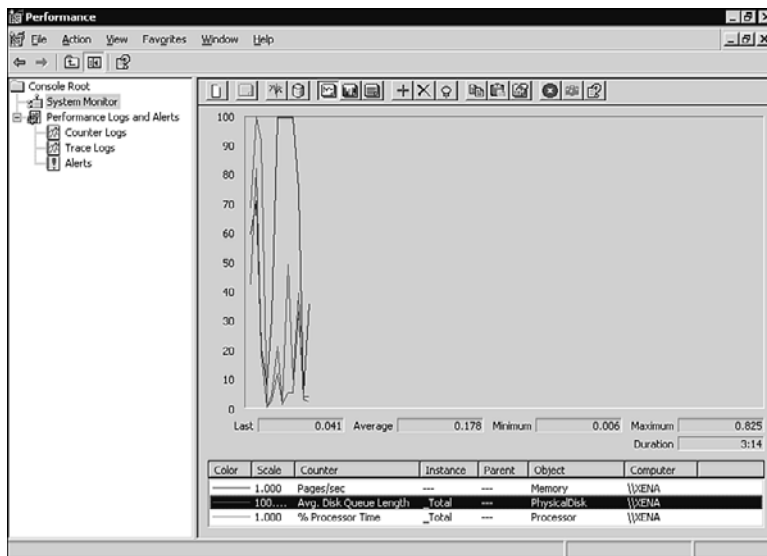 Performance
File Action View Favorites Window Help
Console Root
System Monitor
Performance Logs and Alerts
Counter Logs
Trace Logs
Alerts
100
90
80
70
60
50
40
30
20
10
0
Last 0.041 Average 0.178 Minimum 0.006 Maximum 0.825
Duration 3:14
Color Scale Counter Instance Parent Object Computer
1.000 Pages/sec --- --- Memory \\XENA
100.... Avg. Disk Queue Length _Total --- PhysicalDisk \\XENA
1.000 % Processor Time _Total --- Processor \\XENA